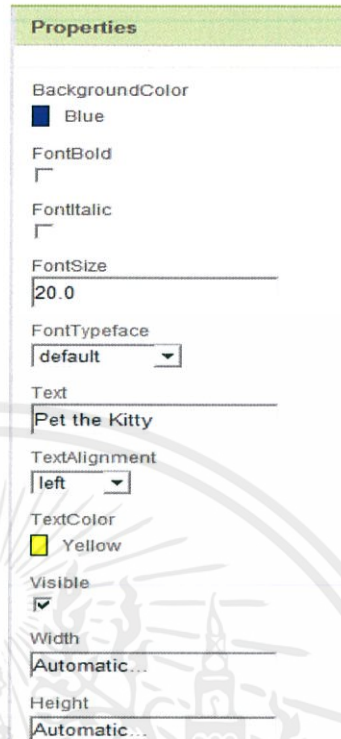 Properties
BackgroundColor
Blue
FontBold
FontItalic
FontSize
20.0
FontTypeface
default
Text
Pet the Kitty
TextAlignment
left
TextColor
Yellow
Visible
Width
Automatic...
Height
Automatic...